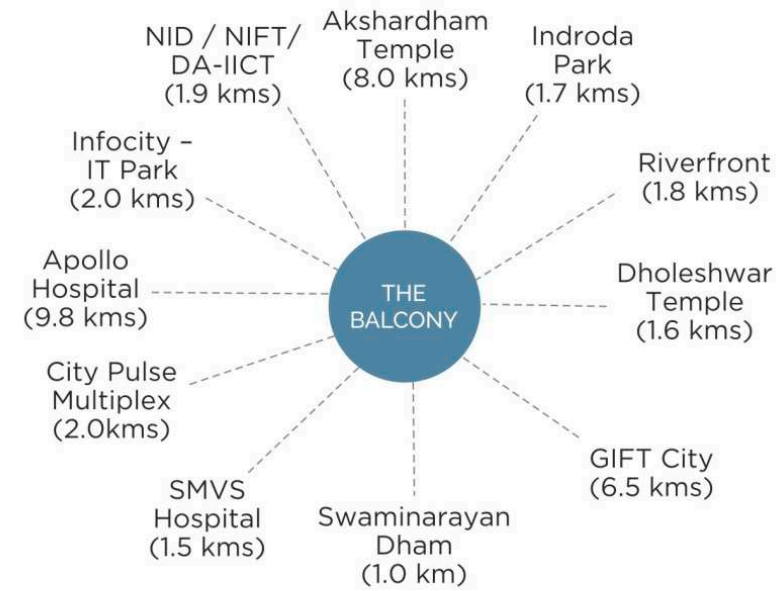 NID / NIFT/
DA-IICT
(1.9 kms)
Akshardham
Temple
(8.0 kms)
Indroda
Park
(1.7 kms)
Infocity –
IT Park
(2.0 kms)
Riverfront
(1.8 kms)
Apollo
Hospital
(9.8 kms)
THE
BALCONY
Dholeshwar
Temple
(1.6 kms)
City Pulse
Multiplex
(2.0kms)
GIFT City
(6.5 kms)
SMVS
Hospital
(1.5 kms)
Swaminarayan
Dham
(1.0 km)